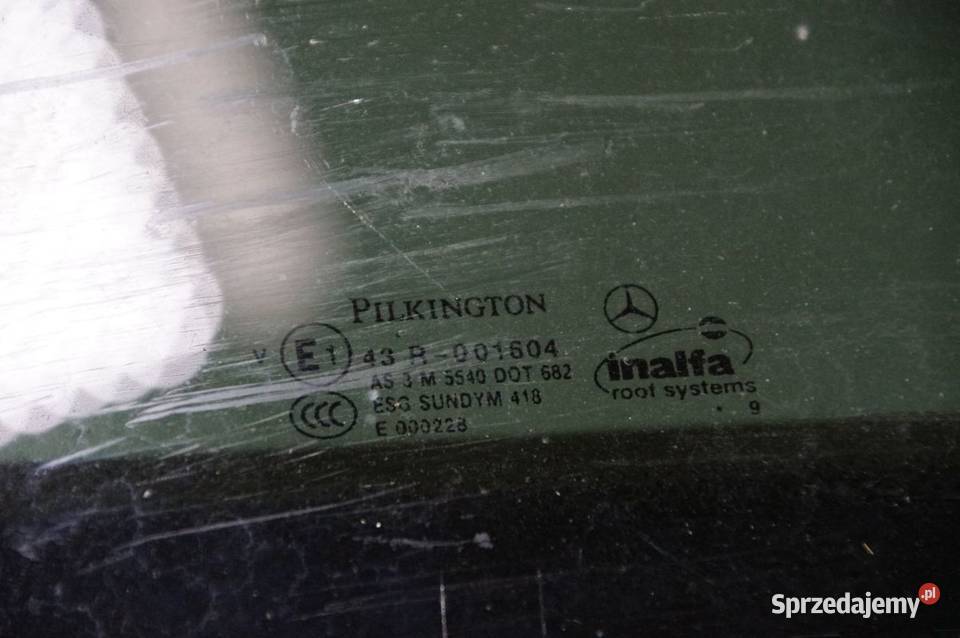 PILKINGTON
V E1 43 R-001604
AS 3 M 5540 DOT 682
CCC ESG SUNDYM 418
E 000228
inalfa
roof systems
. 9
Sprzedajemy.pl